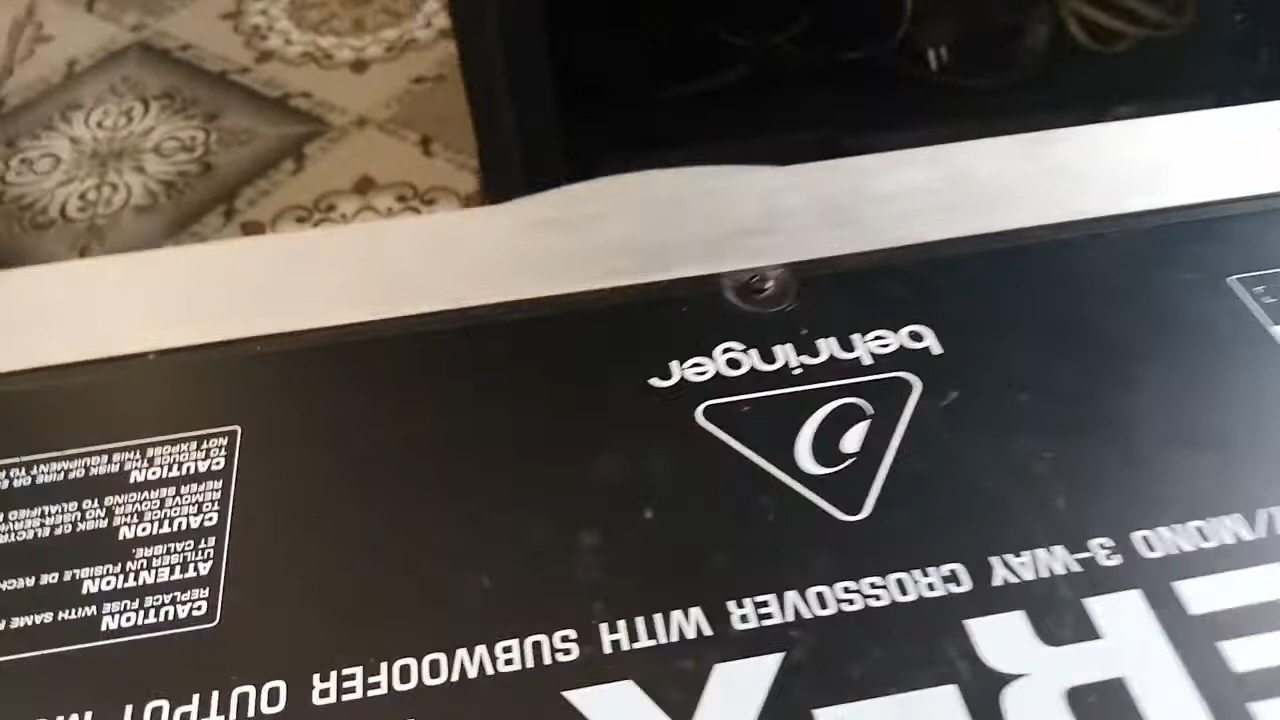 ER
X
/MONO 3-WAY CROSSOVER WITH SUBWOOFER OUTPUT
behringer
CAUTION
REPLACE FUSE WITH SAME
ATTENTION
UTILISER UN FUSIBLE DE
ET CALIBRE.
CAUTION
TO REDUCE THE RISK OF ELECTR
REMOVE COVER. NO USER-SERVI
REFER SERVICING TO QUALIFIED
CAUTION
TO REDUCE THE RISK OF FIRE OR
NOT EXPOSE THIS EQUIPMENT TO